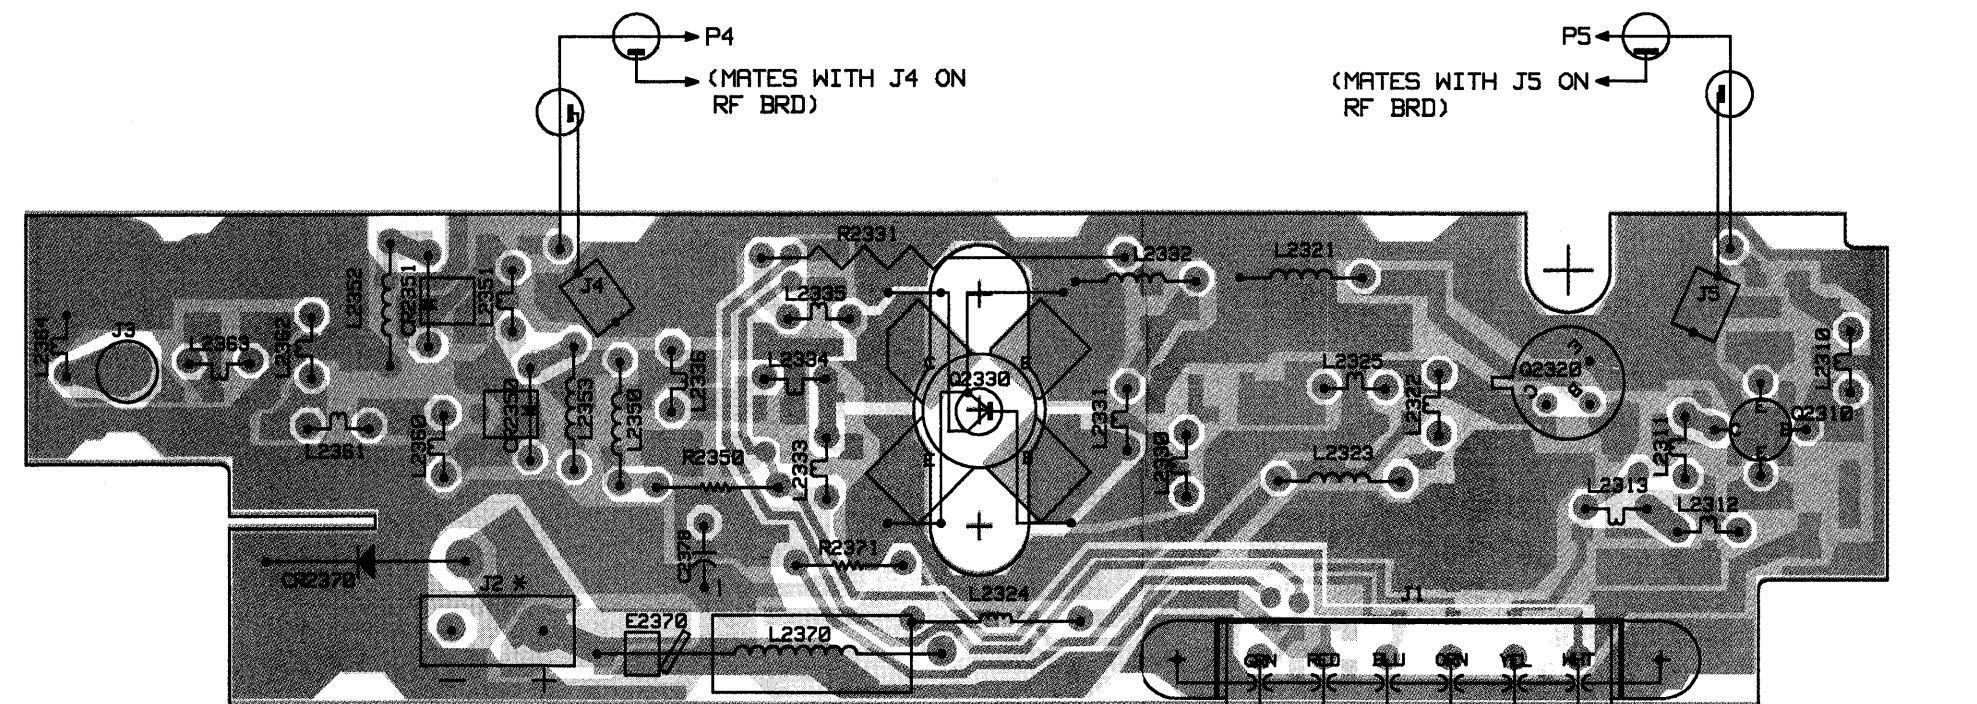 P4
(MATES WITH J4 ON
RF BRD)
P5
(MATES WITH J5 ON
RF BRD)
R2331
L2332
L2321
L2352
CR2351
L2351
J4
L2335
J5
J3
L2364
L2363
L2362
L2336
L2334
C
E
Q2330
L2325
L2322
E
Q2320
C
B
L2310
CR2350
L2353
L2350
L2331
E
Q2310
C
B
E
L2361
L2360
R2350
L2333
E
B
L2330
L2323
L2311
L2313
L2312
CR2370
C2378
R2371
J2 *
L2324
J1
E2370
L2370
GRN
RED
BLU
ORN
YEL
WHT
-
+